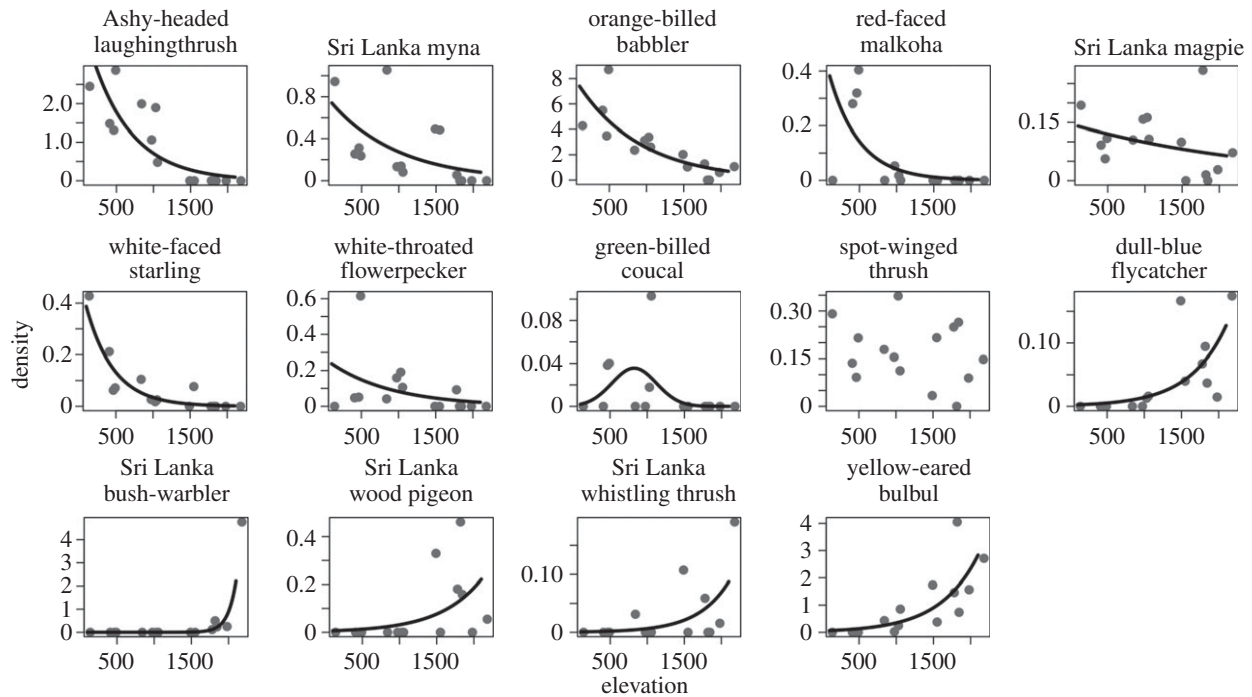 Ashy-headed
laughingthrush
Sri Lanka myna
orange-billed
babbler
red-faced
malkoha
Sri Lanka magpie
2.0
1.0
0
0.8
0.4
0
8
6
4
2
0
0.4
0.2
0
0.15
0
500 1500
500 1500
500 1500
500 1500
500 1500
white-faced
starling
white-throated
flowerpecker
green-billed
coucal
spot-winged
thrush
dull-blue
flycatcher
density
0.4
0.2
0
0.6
0.4
0.2
0
0.08
0.04
0
0.30
0.15
0
0.10
0
500 1500
500 1500
500 1500
500 1500
500 1500
Sri Lanka
bush-warbler
Sri Lanka
wood pigeon
Sri Lanka
whistling thrush
yellow-eared
bulbul
4
3
2
1
0
0.4
0.2
0
0.10
0
4
3
2
1
0
500 1500
500 1500
500 1500
500 1500
elevation